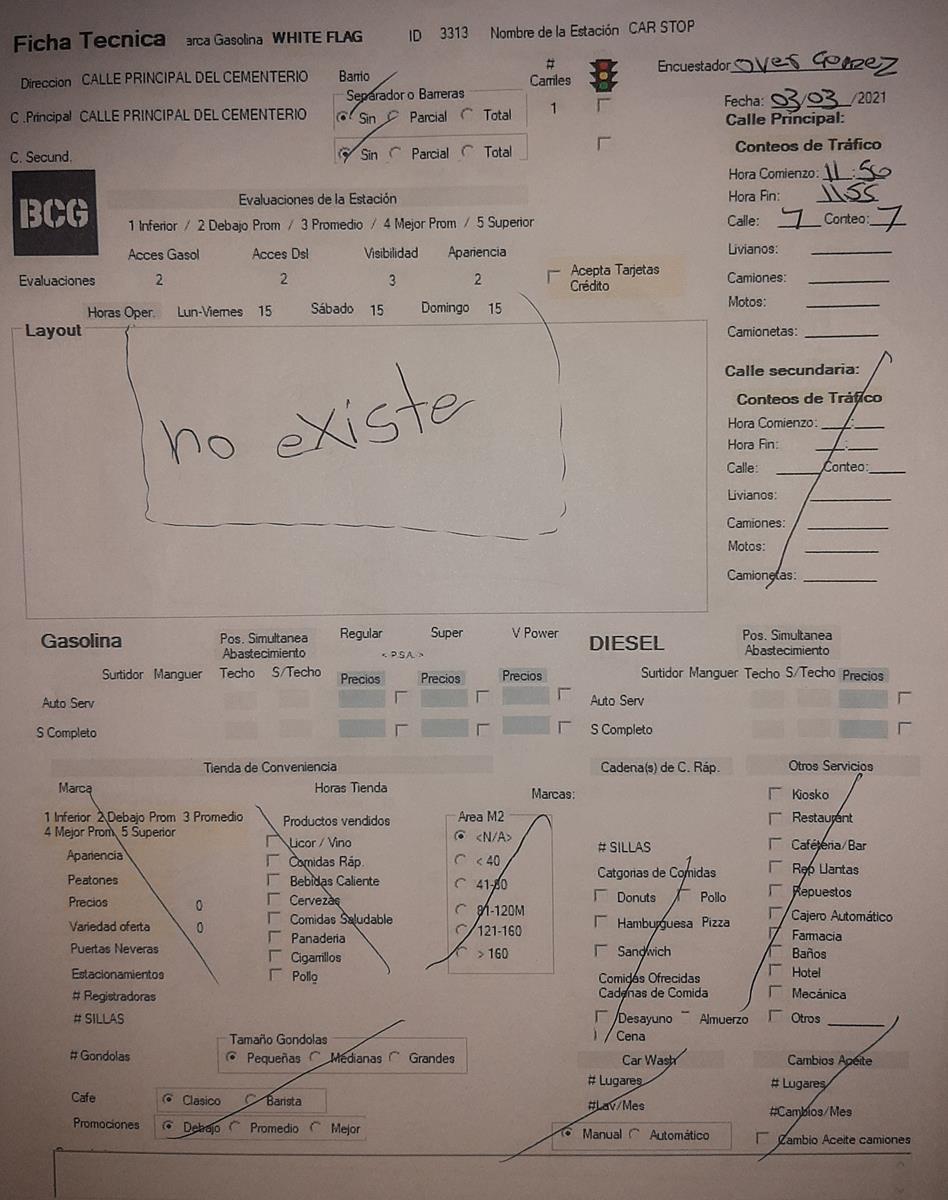 Ficha Tecnica arca Gasolina WHITE FLAG ID 3313 Nombre de la Estación CAR STOP
Direccion CALLE PRINCIPAL DEL CEMENTERIO Barrio # Carriles Encuestador
C .Principal CALLE PRINCIPAL DEL CEMENTERIO Separador o Barreras
Sin Parcial Total 1
C. Secund. Sin Parcial Total
Fecha: 03/03/2021
Calle Principal:
Conteos de Tráfico
Hora Comienzo: 11:50
Hora Fin: 1155
Calle: 7 Conteo: 7
Livianos:
Camiones:
Motos:
Camionetas:
BCG
Evaluaciones de la Estación
1 Inferior / 2 Debajo Prom / 3 Promedio / 4 Mejor Prom / 5 Superior
Acces Gasol Acces Dsl Visibilidad Apariencia
Evaluaciones 2 2 3 2
Acepta Tarjetas
Crédito
Horas Oper. Lun-Viernes 15 Sábado 15 Domingo 15
Layout
no existe
Calle secundaria:
Conteos de Tráfico
Hora Comienzo: :
Hora Fin: :
Calle: Conteo:
Livianos:
Camiones:
Motos:
Camionetas:
Gasolina
Pos. Simultanea
Abastecimiento
Regular Super V Power
< P.S.A. >
Surtidor Manguer Techo S/Techo Precios Precios Precios
Auto Serv
S Completo
DIESEL
Pos. Simultanea
Abastecimiento
Surtidor Manguer Techo S/Techo Precios
Auto Serv
S Completo
Tienda de Conveniencia
Marca Horas Tienda Marcas:
1 Inferior 2 Debajo Prom 3 Promedio
4 Mejor Prom 5 Superior
Apariencia
Peatones
Precios 0
Variedad oferta 0
Puertas Neveras
Estacionamientos
# Registradoras
# SILLAS
# Gondolas
Productos vendidos
Licor / Vino
Comidas Ráp.
Bebidas Caliente
Cervezas
Comidas Saludable
Panaderia
Cigarrillos
Pollo
Area M2
<N/A>
< 40
41-80
81-120M
121-160
> 160
Tamaño Gondolas
Pequeñas Medianas Grandes
Cafe Clasico Barista
Promociones Debajo Promedio Mejor
Cadena(s) de C. Ráp.
# SILLAS
Catgorias de Comidas
Donuts Pollo
Hamburguesa Pizza
Sandwich
Comidas Ofrecidas
Cadenas de Comida
Desayuno Almuerzo
Cena
Otros Servicios
Kiosko
Restaurant
Cafétéria/Bar
Rep Llantas
Repuestos
Cajero Automático
Farmacia
Baños
Hotel
Mecánica
Otros
Car Wash
# Lugares
#Lav/Mes
Manual Automático
Cambios Aceite
# Lugares
#Cambios/Mes
Cambio Aceite camiones